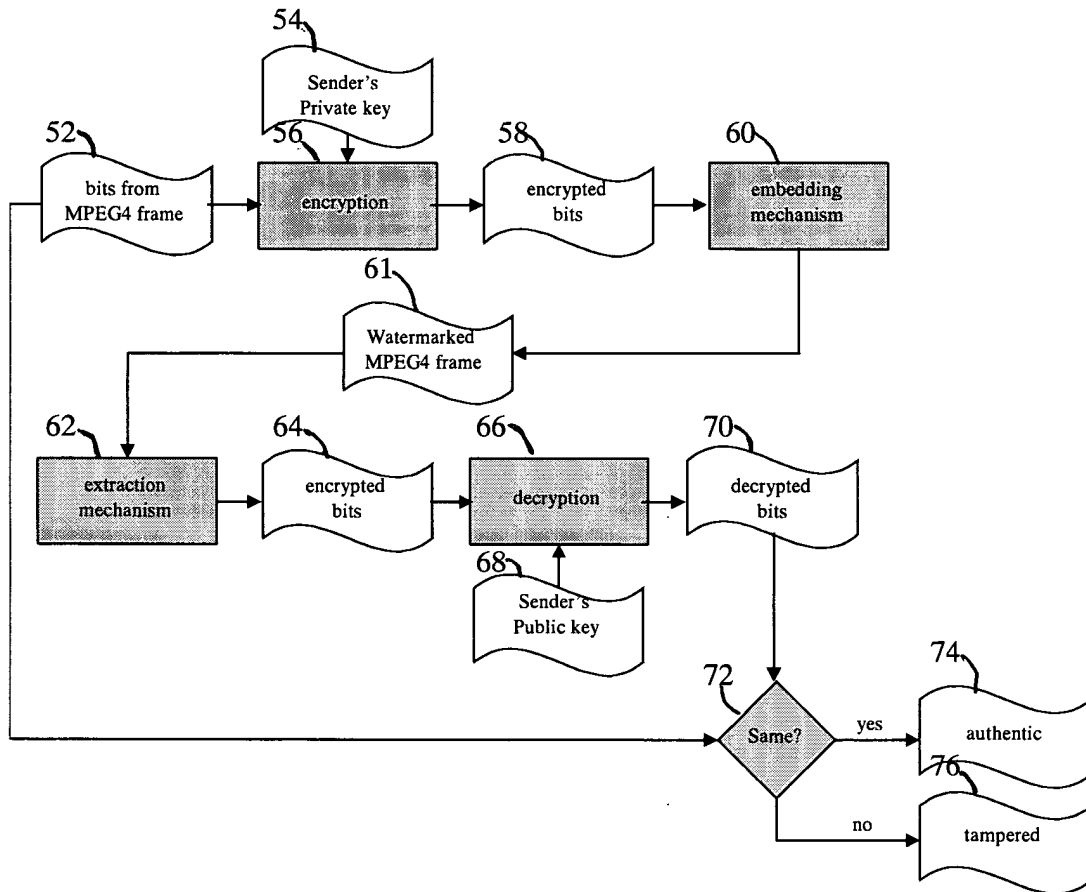 54
Sender's
Private key
52
56
58
60
bits from
MPEG4 frame
encryption
encrypted
bits
embedding
mechanism
61
Watermarked
MPEG4 frame
62
64
66
70
extraction
mechanism
encrypted
bits
decryption
decrypted
bits
68
Sender's
Public key
72
74
Same?
yes
authentic
76
no
tampered